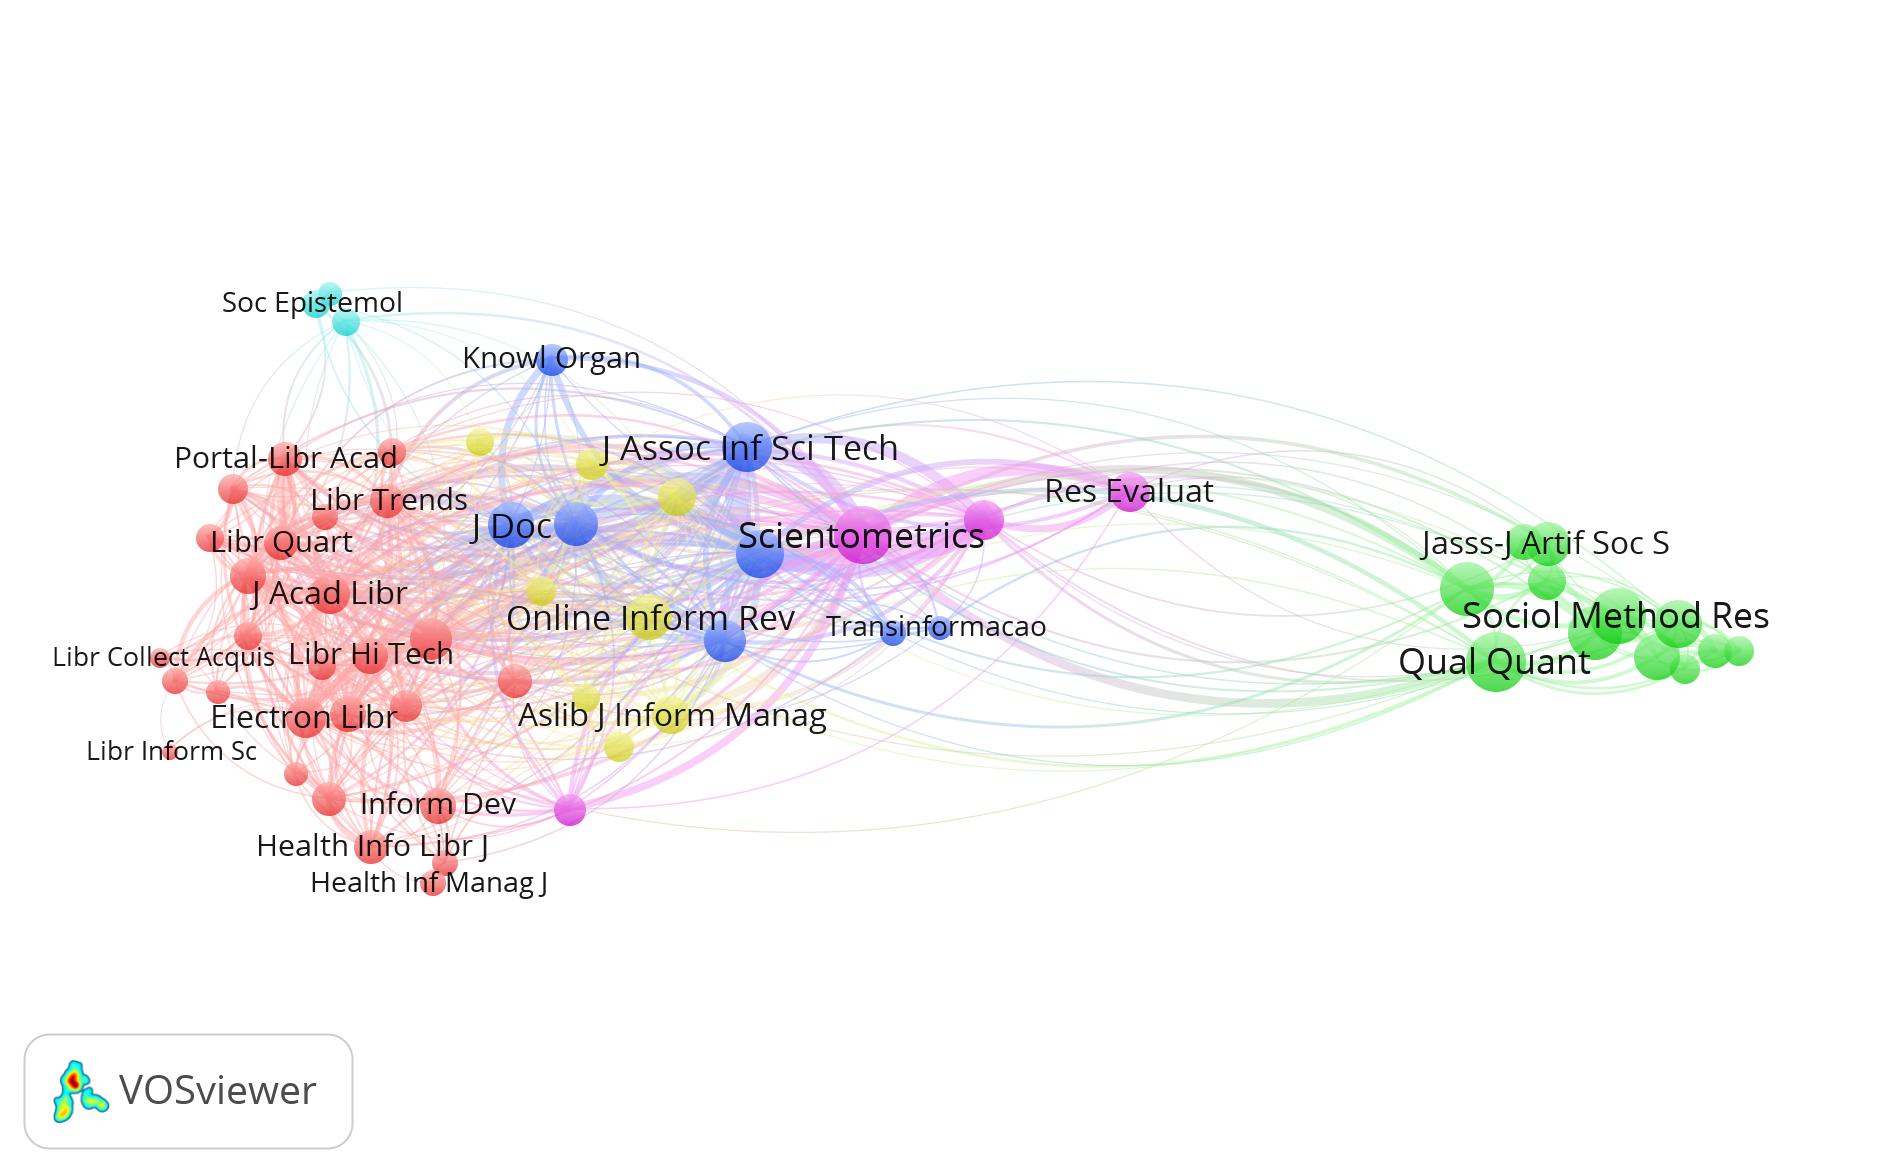 Soc Epistemol
Knowl Organ
J Assoc Inf Sci Tech
Portal-Libr Acad
Res Evaluat
Libr Trends
J Doc
Scientometrics
Libr Quart
Jasss-J Artif Soc S
J Acad Libr
Online Inform Rev
Transinformacao
Sociol Method Res
Libr Collect Acquis
Libr Hi Tech
Qual Quant
Electron Libr
Aslib J Inform Manag
Libr Inform Sc
Inform Dev
Health Info Libr J
Health Inf Manag J
VOSviewer